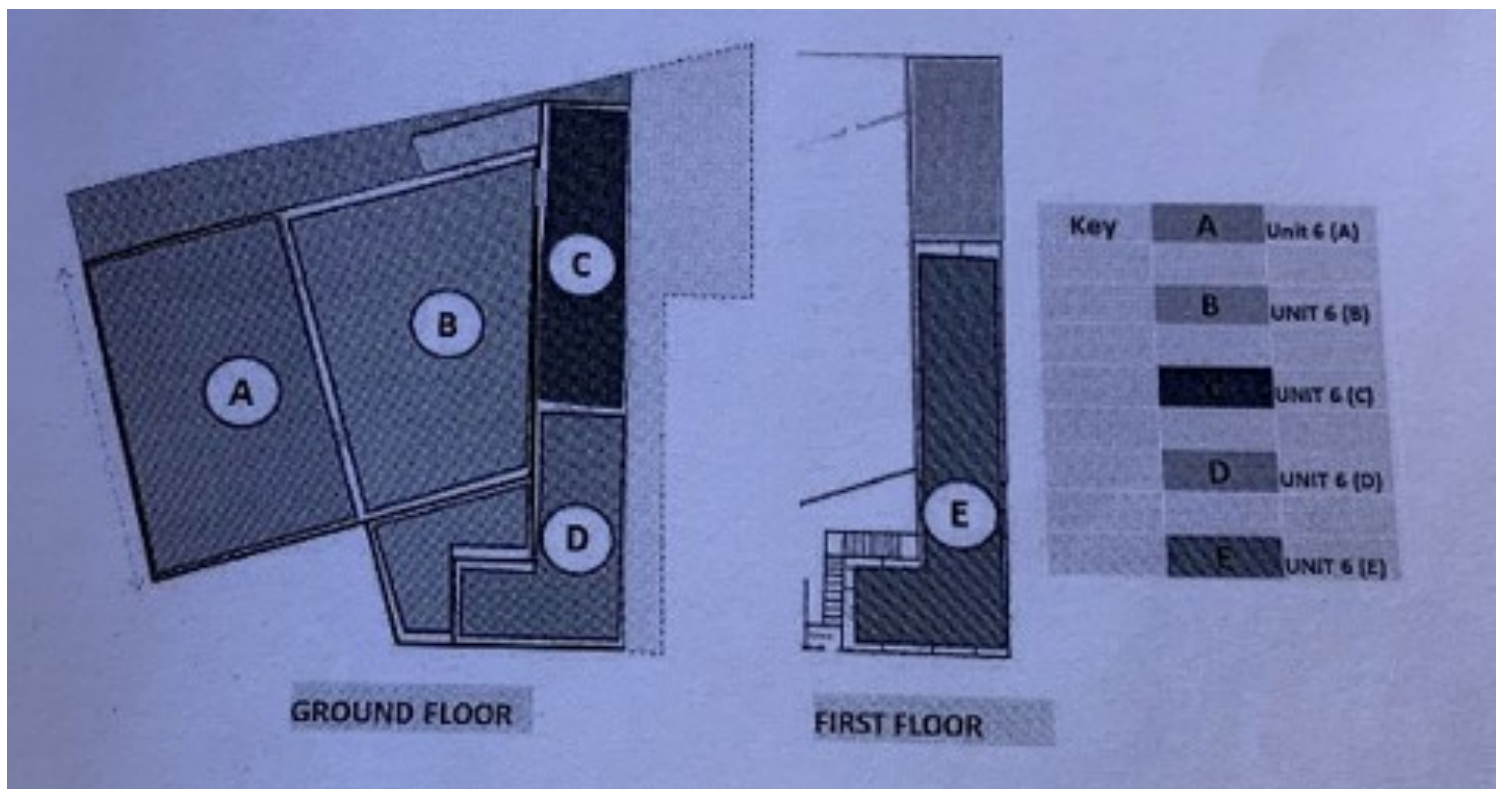 A
B
C
D
E
GROUND FLOOR
FIRST FLOOR
Key A Unit 6 (A)
B UNIT 6 (B)
C UNIT 6 (C)
D UNIT 6 (D)
E UNIT 6 (E)